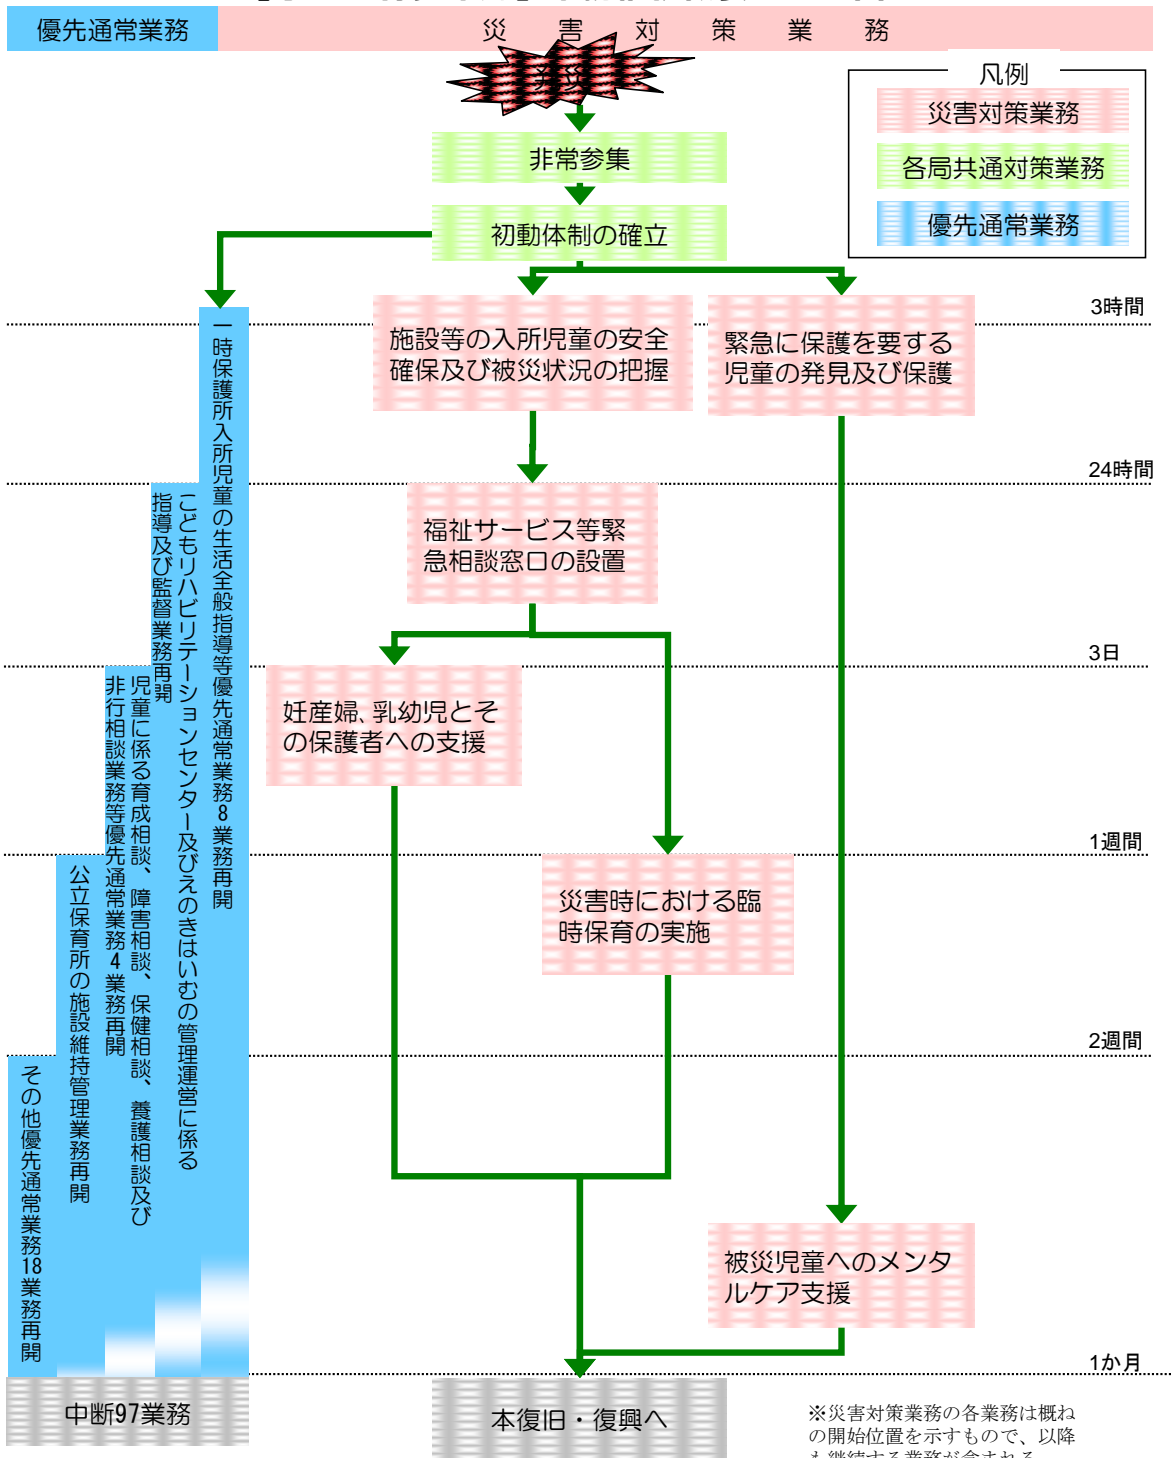 優先通常業務
災害対策業務
発災
凡例
災害対策業務
各局共通対策業務
優先通常業務
非常参集
初動体制の確立
3時間
施設等の入所児童の安全
確保及び被災状況の把握
緊急に保護を要する
児童の発見及び保護
24時間
福祉サービス等緊
急相談窓口の設置
3日
妊産婦、乳幼児とそ
の保護者への支援
1週間
災害時における臨
時保育の実施
2週間
被災児童へのメンタ
ルケア支援
1か月
一時保護所入所児童の生活全般指導等優先通常業務8業務再開
こどもリハビリテーションセンター及びえのきはいむの管理運営に係る
指導及び監督業務再開
児童に係る育成相談、障害相談、保健相談、養護相談及び
非行相談業務等優先通常業務4業務再開
公立保育所の施設維持管理業務再開
その他優先通常業務18業務再開
中断97業務
本復旧・復興へ
※災害対策業務の各業務は概ね
の開始位置を示すもので、以降
も継続する業務が含まれる